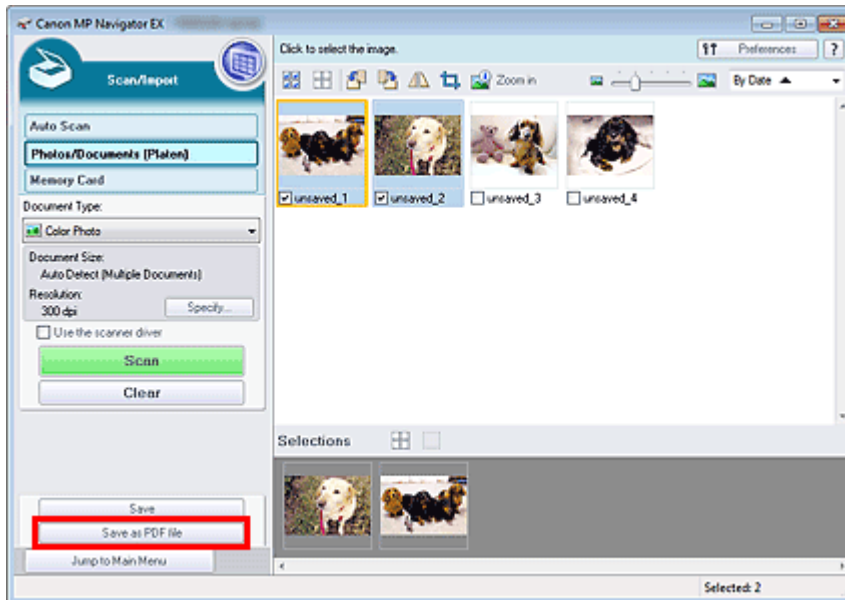 Canon MP Navigator EX
Scan/Import
Click to select the image.
Preferences
?
Zoom in
By Date
Auto Scan
Photos/Documents (Platen)
Memory Card
Document Type:
Color Photo
Document Size:
Auto Detect (Multiple Documents)
Resolution:
300 dpi
Specify...
Use the scanner driver
Scan
Clear
unsaved_1
unsaved_2
unsaved_3
unsaved_4
Selections
Save
Save as PDF file
Jump to Main Menu
Selected: 2